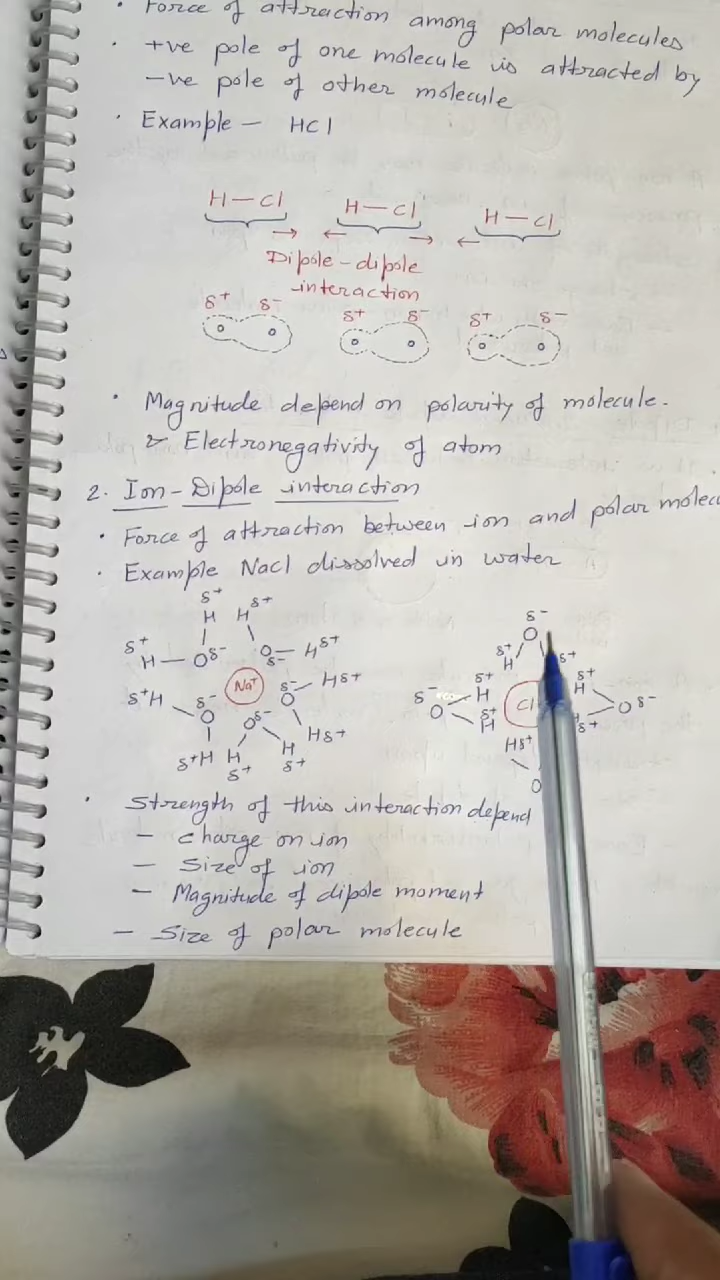 · Force of attraction among polar molecules
· +ve pole of one molecule is attracted by
-ve pole of other molecule
· Example - HCl
H-Cl H-Cl H-Cl
Dipole-dipole
interaction
δ+ δ- δ+ δ- δ+ δ-
· Magnitude depend on polarity of molecule.
& Electronegativity of atom
2. Ion-Dipole interaction
· Force of attraction between ion and polar
· Example NaCl dissolved in water
δ+ δ+
H H
δ+ H - O δ- O - H δ+
δ-
Na+
δ+ H δ- O δ- O H δ+
H δ+
O δ-
δ+ H H δ+ H δ+
δ-
O
δ+ H δ+
δ- O δ+ H δ+ H
Cl
δ+ H δ+ H O δ-
H δ+
O
· Strength of this interaction depend
- charge on ion
- Size of ion
- Magnitude of dipole moment
- Size of polar molecule